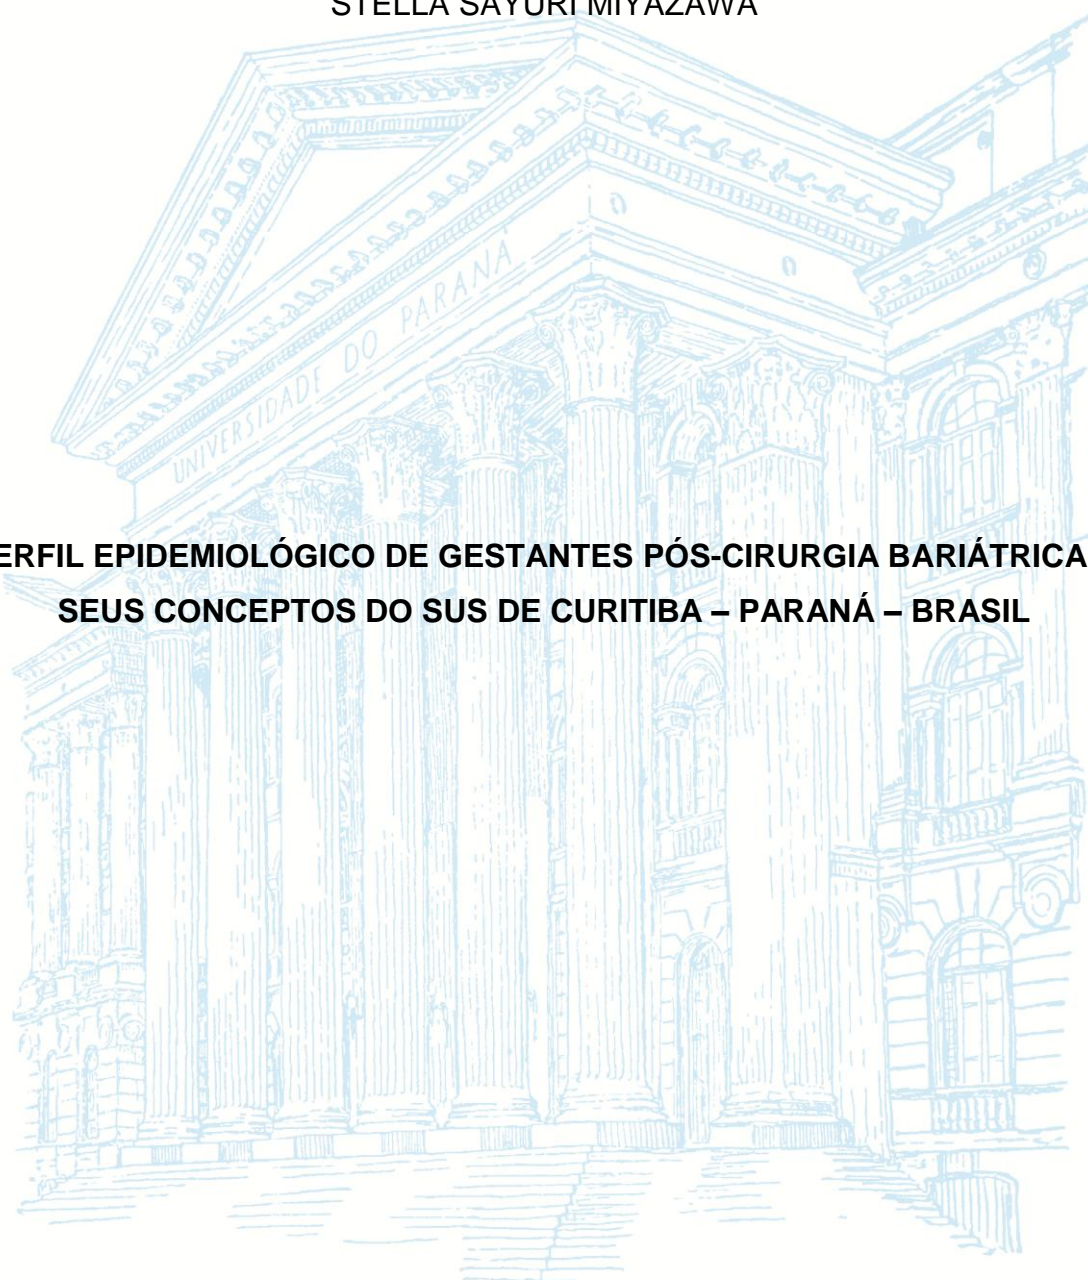 STELLA SAYURI MIYAZAWA
UNIVERSIDADE DO PARANÁ
ERFIL EPIDEMIOLÓGICO DE GESTANTES PÓS-CIRURGIA BARIÁTRICA
SEUS CONCEPTOS DO SUS DE CURITIBA – PARANÁ – BRASIL